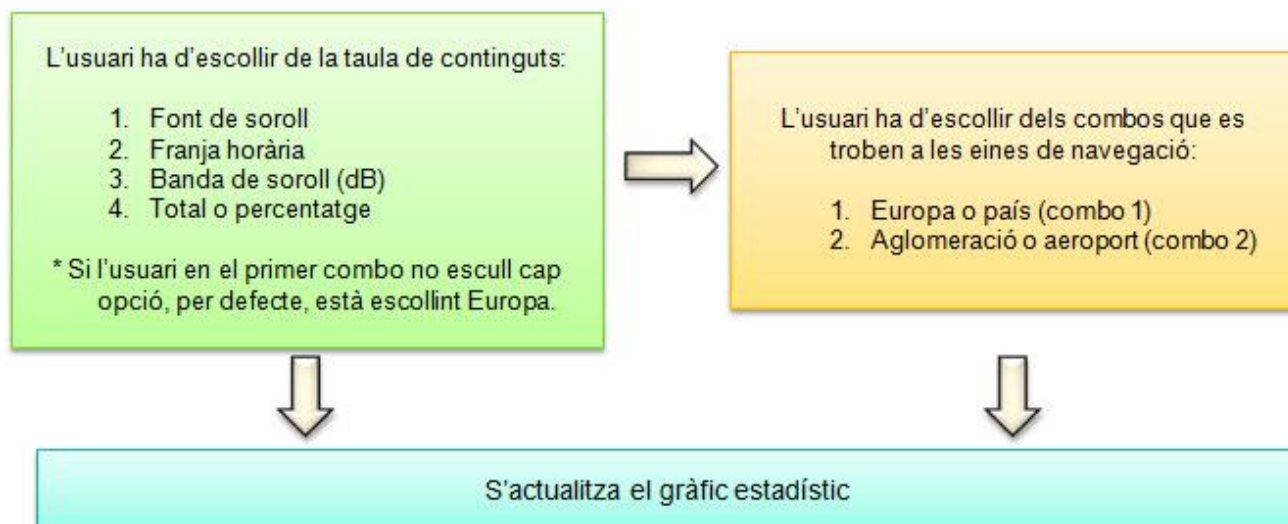 L'usuari ha d'escollir de la taula de continguts:
1. Font de soroll
2. Franja horària
3. Banda de soroll (dB)
4. Total o percentatge
* Si l'usuari en el primer combo no escull cap
opció, per defecte, està escollint Europa.
L'usuari ha d'escollir dels combos que es
troben a les eines de navegació:
1. Europa o país (combo 1)
2. Aglomeració o aeroport (combo 2)
S'actualitza el gràfic estadístic